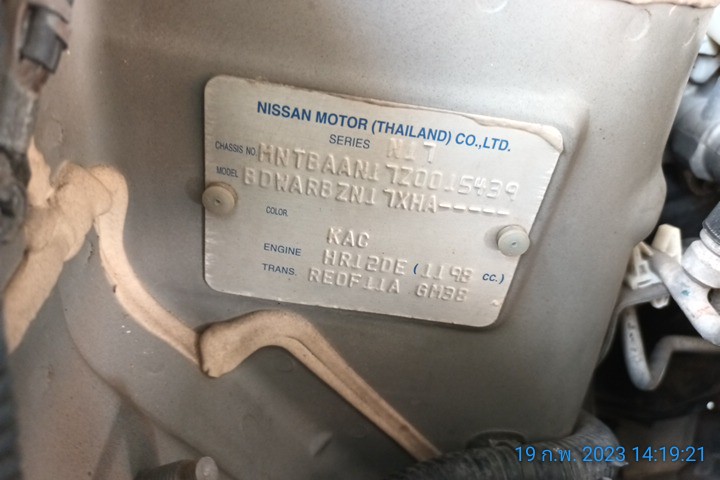 NISSAN MOTOR (THAILAND) CO.,LTD.
SERIES N17
CHASSIS NO MNTBAAN17Z0015439
MODEL BDWARBZN17XHA-----
COLOR KAC
ENGINE HR12DE (1198 cc.)
TRANS. RE0F11A GM38
19 ก.พ. 2023 14:19:21